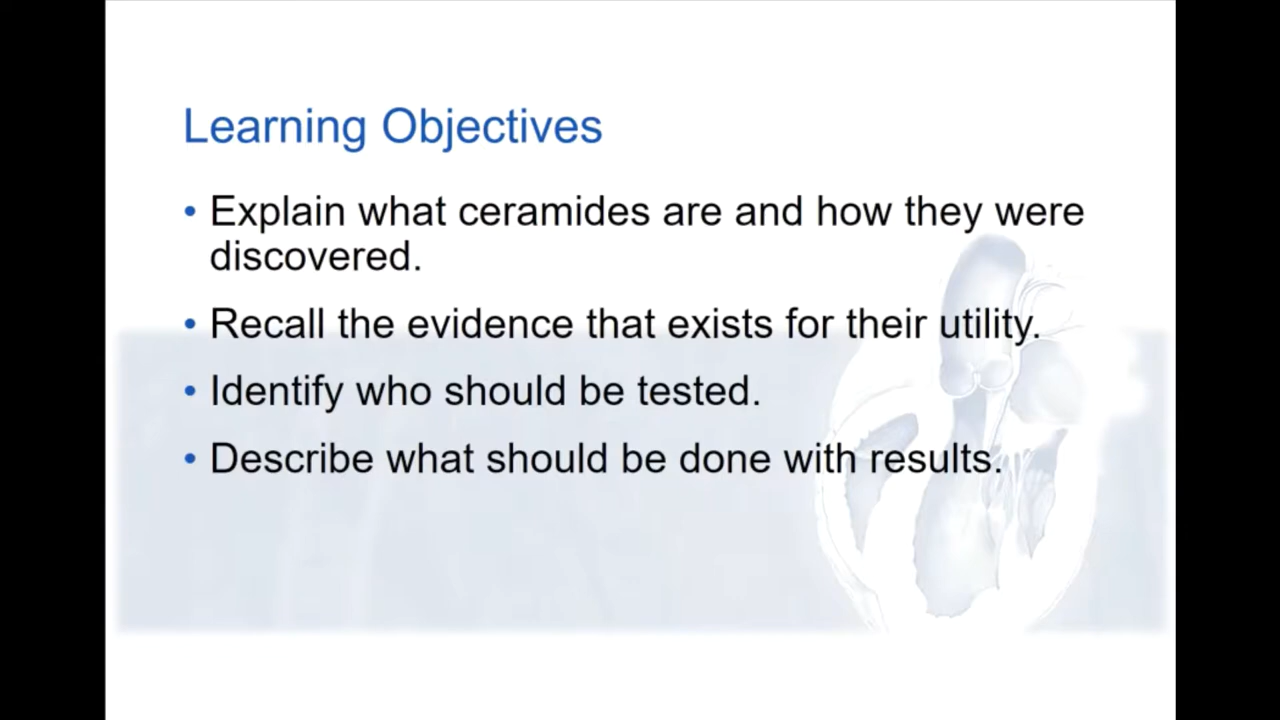 Learning Objectives
• Explain what ceramides are and how they were
discovered.
• Recall the evidence that exists for their utility.
• Identify who should be tested.
• Describe what should be done with results.